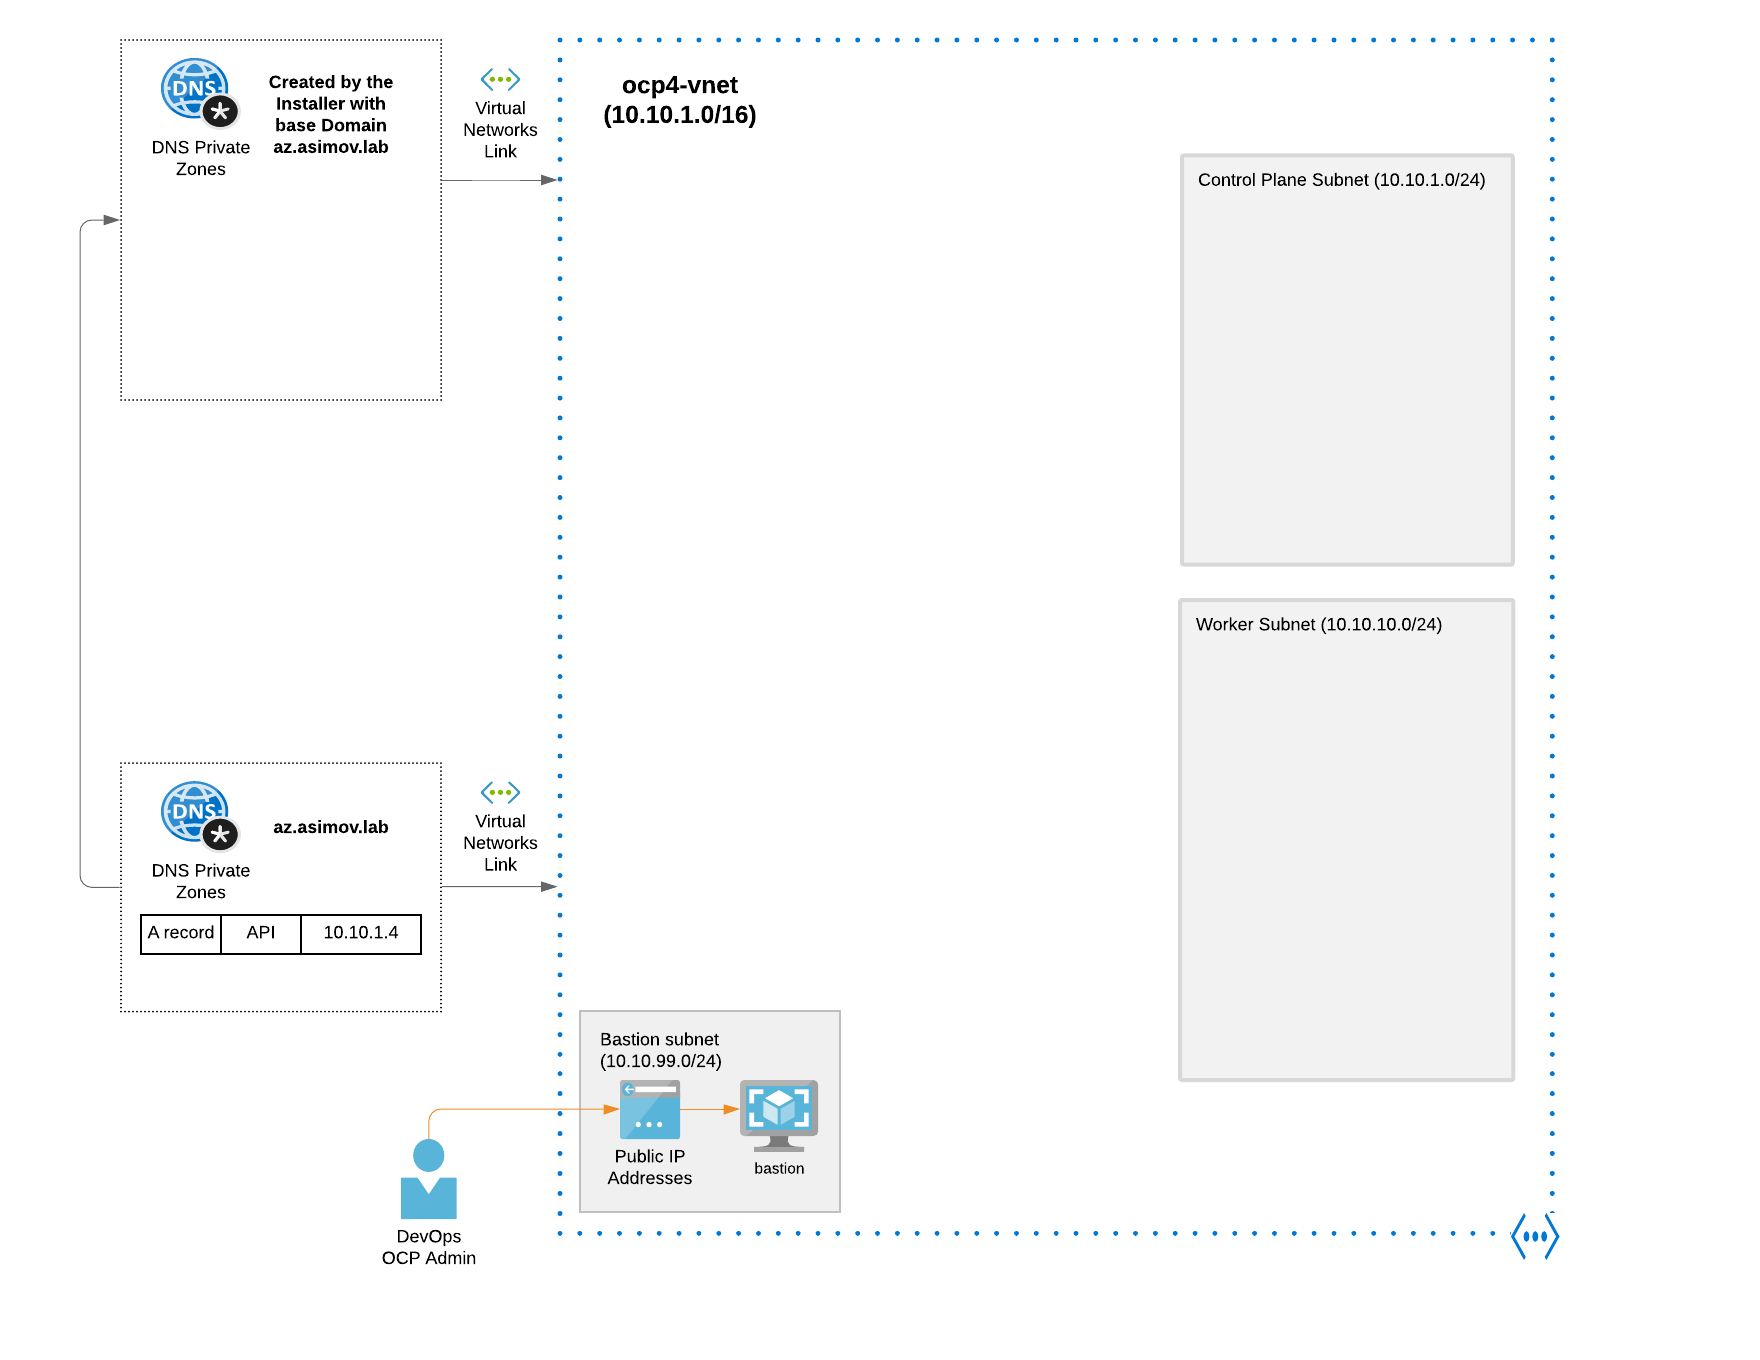 DNS
DNS Private
Zones
Created by the
Installer with
base Domain
az.asimov.lab
Virtual
Networks
Link
ocp4-vnet
(10.10.1.0/16)
Control Plane Subnet (10.10.1.0/24)
Worker Subnet (10.10.10.0/24)
DNS
DNS Private
Zones
az.asimov.lab
A record API 10.10.1.4
Virtual
Networks
Link
Bastion subnet
(10.10.99.0/24)
Public IP
Addresses
bastion
DevOps
OCP Admin